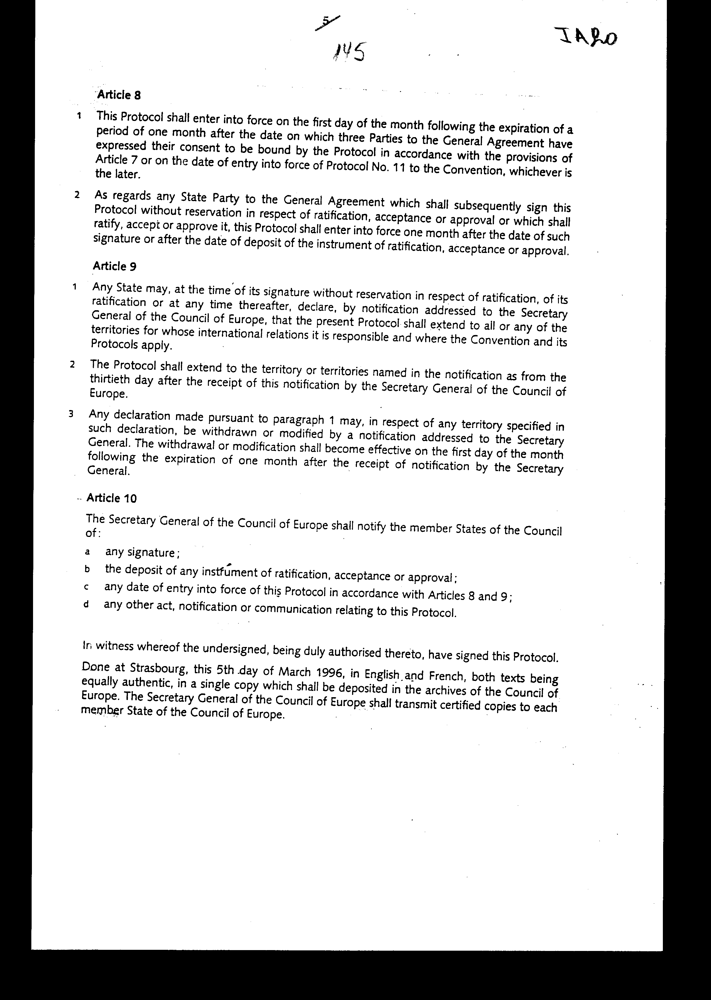 5
145
IARO
Article 8
1 This Protocol shall enter into force on the first day of the month following the expiration of a
period of one month after the date on which three Parties to the General Agreement have
expressed their consent to be bound by the Protocol in accordance with the provisions of
Article 7 or on the date of entry into force of Protocol No. 11 to the Convention, whichever is
the later.
2 As regards any State Party to the General Agreement which shall subsequently sign this
Protocol without reservation in respect of ratification, acceptance or approval or which shall
ratify, accept or approve it, this Protocol shall enter into force one month after the date of such
signature or after the date of deposit of the instrument of ratification, acceptance or approval.
Article 9
1 Any State may, at the time of its signature without reservation in respect of ratification, of its
ratification or at any time thereafter, declare, by notification addressed to the Secretary
General of the Council of Europe, that the present Protocol shall extend to all or any of the
territories for whose international relations it is responsible and where the Convention and its
Protocols apply.
2 The Protocol shall extend to the territory or territories named in the notification as from the
thirtieth day after the receipt of this notification by the Secretary General of the Council of
Europe.
3 Any declaration made pursuant to paragraph 1 may, in respect of any territory specified in
such declaration, be withdrawn or modified by a notification addressed to the Secretary
General. The withdrawal or modification shall become effective on the first day of the month
following the expiration of one month after the receipt of notification by the Secretary
General.
Article 10
The Secretary General of the Council of Europe shall notify the member States of the Council
of:
a any signature;
b the deposit of any instrument of ratification, acceptance or approval;
c any date of entry into force of this Protocol in accordance with Articles 8 and 9;
d any other act, notification or communication relating to this Protocol.
In witness whereof the undersigned, being duly authorised thereto, have signed this Protocol.
Done at Strasbourg, this 5th day of March 1996, in English and French, both texts being
equally authentic, in a single copy which shall be deposited in the archives of the Council of
Europe. The Secretary General of the Council of Europe shall transmit certified copies to each
member State of the Council of Europe.